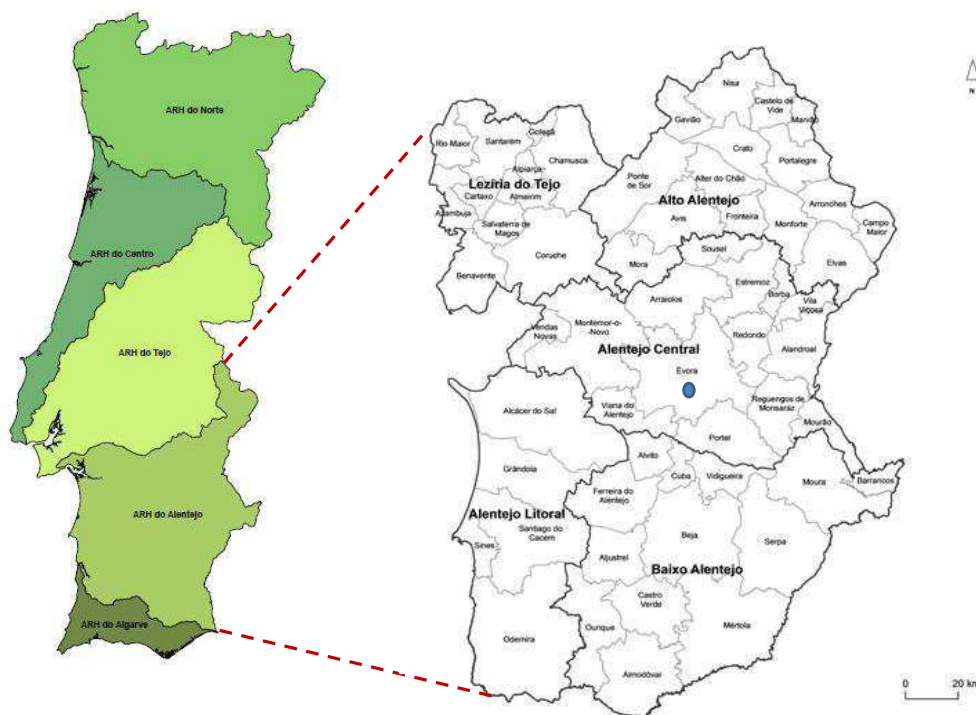 ARH do Norte
ARH do Centro
ARH do Tejo
ARH do Alentejo
ARH do Algarve
N
Nisa
Castelo de
Vide
Marvão
Gavião
Crato
Portalegre
Ponte
de Sor
Alter do Chão
Alto Alentejo
Arronches
Avis
Fronteira
Monforte
Campo
Maior
Elvas
Mora
Sousel
Rio Maior
Santarém
Golegã
Chamusca
Alpiarça
Lezíria do Tejo
Cartaxo
Almeirim
Azambuja
Salvaterra de
Magos
Coruche
Benavente
Estremoz
Borba
Vila
Viçosa
Arraiolos
Vendas
Novas
Montemor-o-
Novo
Redondo
Alandroal
Alentejo Central
Évora
Reguengos de
Monsaraz
Mourão
Viana do
Alentejo
Portel
Alcácer do Sal
Grândola
Alentejo Litoral
Santiago do
Cacém
Sines
Odemira
Alvito
Cuba
Vidigueira
Moura
Barrancos
Ferreira do
Alentejo
Beja
Serpa
Aljustrel
Baixo Alentejo
Castro
Verde
Ourique
Mértola
Almodôvar
0 20 km